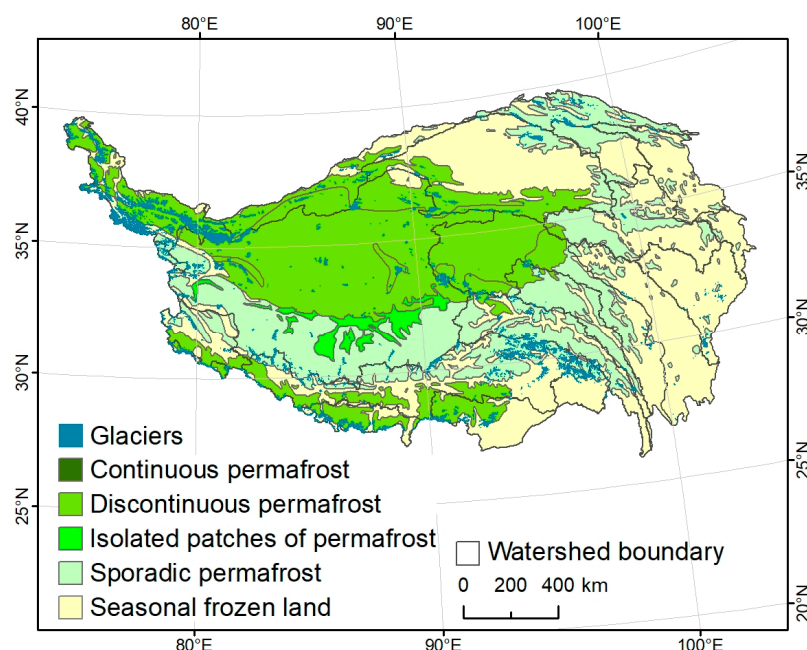 80°E 90°E 100°E
40°N
35°N
35°N
30°N
30°N
25°N
25°N
20°N
Glaciers
Continuous permafrost
Discontinuous permafrost
Isolated patches of permafrost
Sporadic permafrost
Seasonal frozen land
Watershed boundary
0 200 400 km
80°E 90°E 100°E